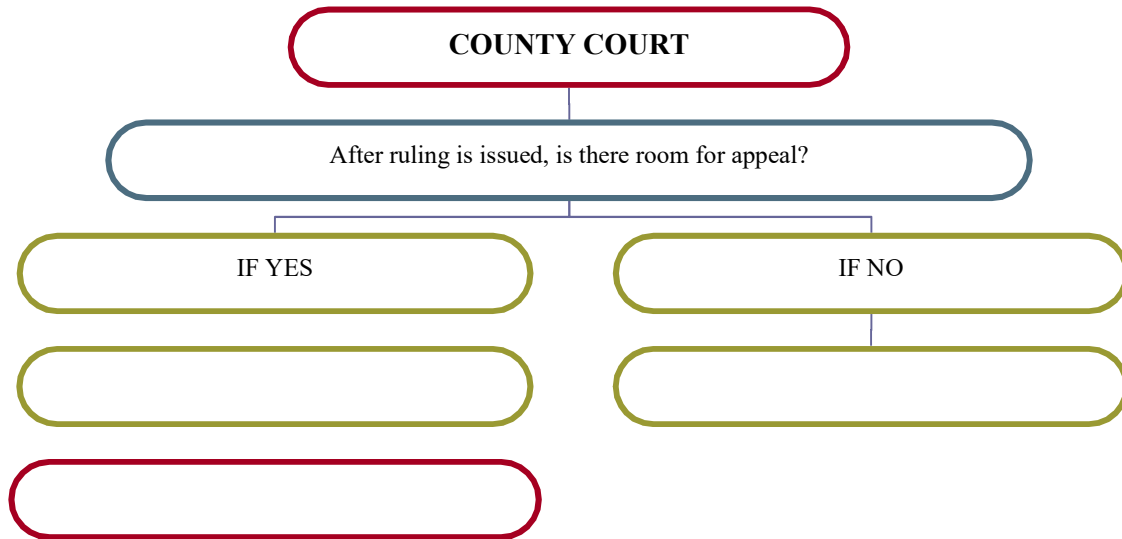 COUNTY COURT
After ruling is issued, is there room for appeal?
IF YES
IF NO